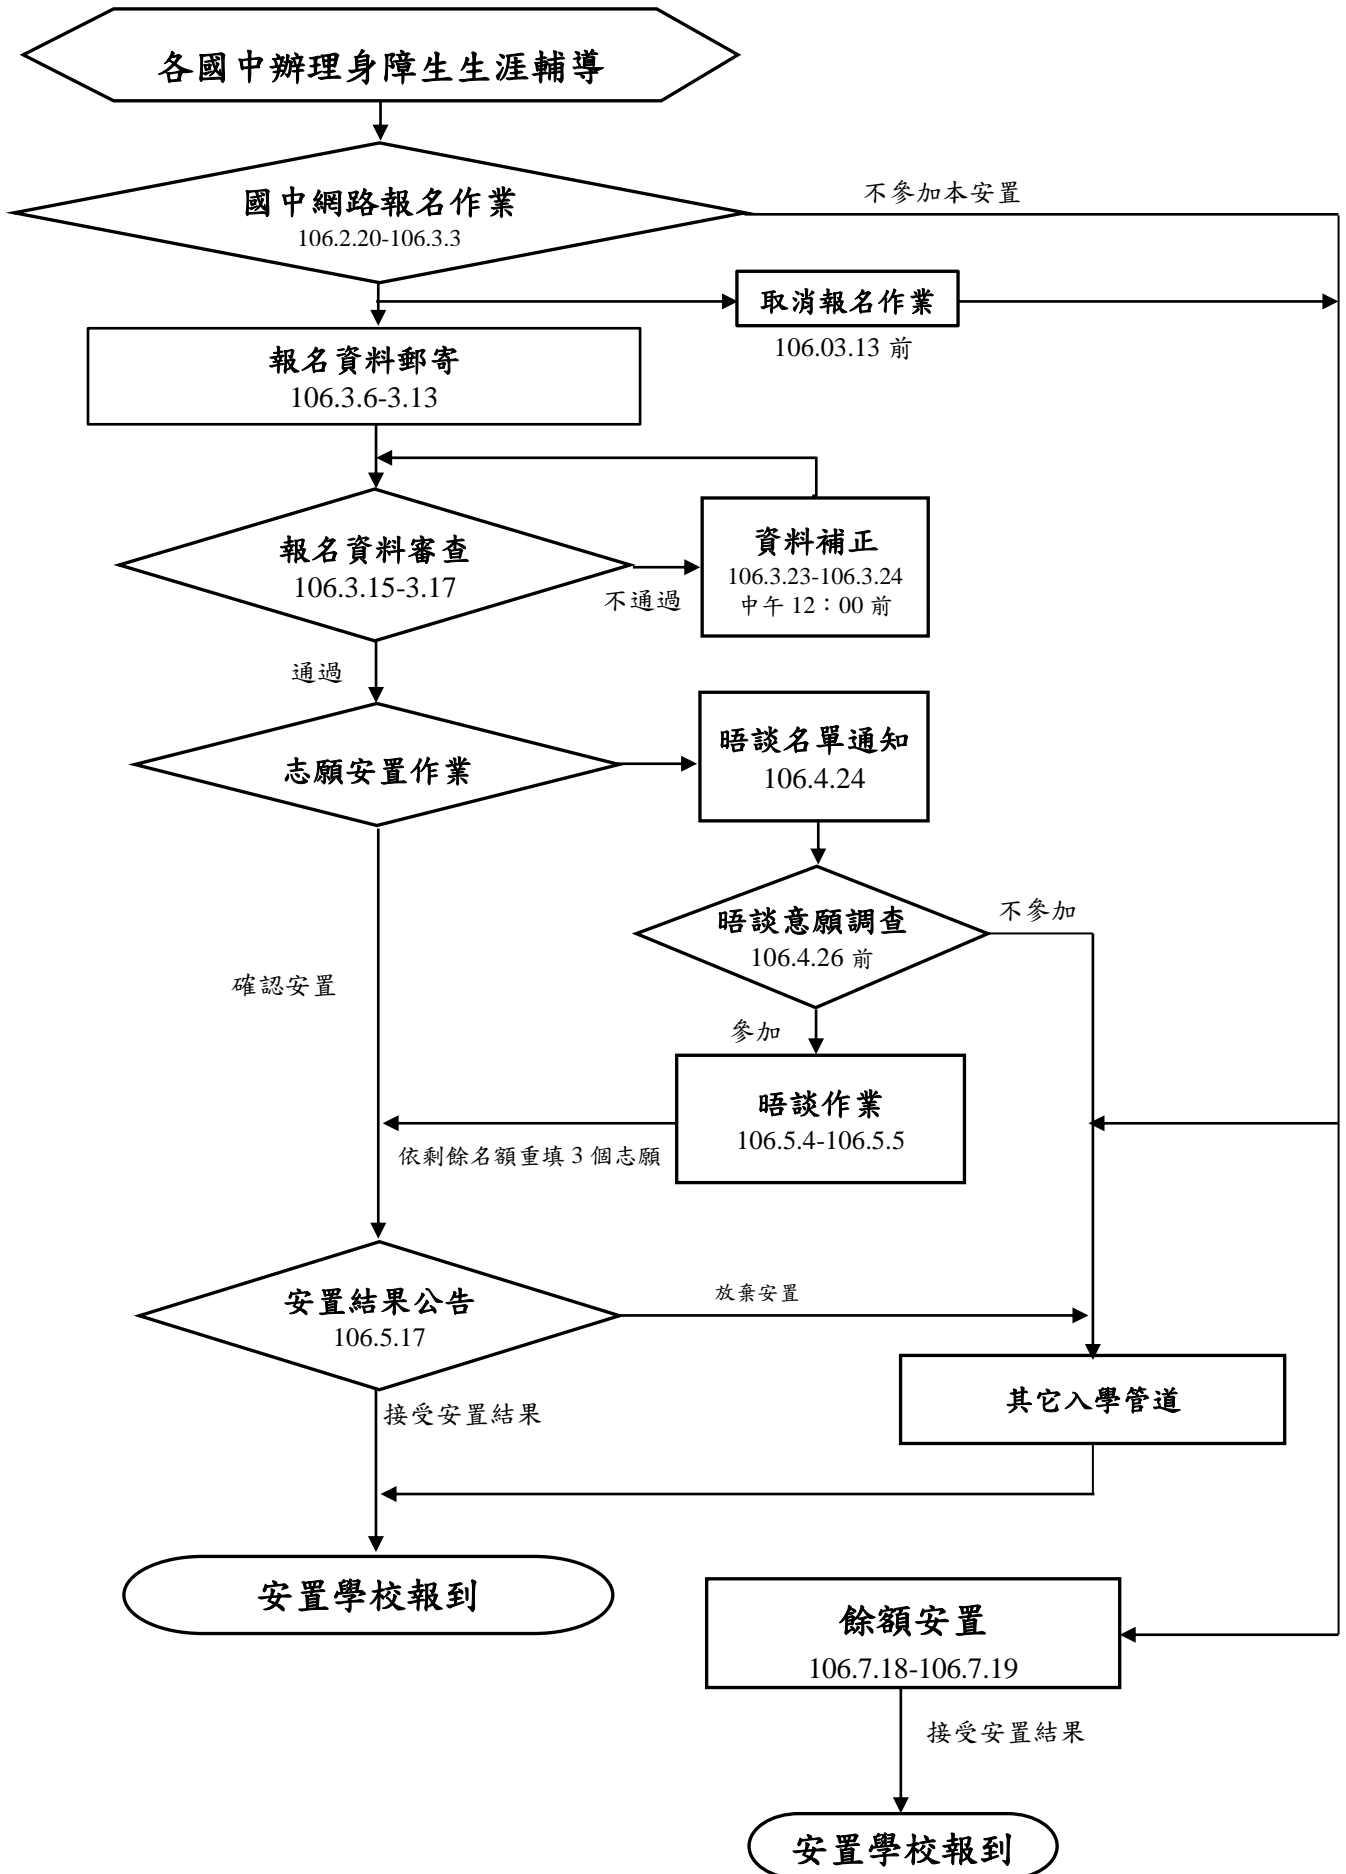 各國中辦理身障生生涯輔導
國中網路報名作業
106.2.20-106.3.3
不參加本安置
取消報名作業
106.03.13 前
報名資料郵寄
106.3.6-3.13
報名資料審查
106.3.15-3.17
不通過
資料補正
106.3.23-106.3.24
中午 12：00 前
通過
志願安置作業
晤談名單通知
106.4.24
晤談意願調查
106.4.26 前
不參加
確認安置
參加
晤談作業
106.5.4-106.5.5
依剩餘名額重填 3 個志願
安置結果公告
106.5.17
放棄安置
接受安置結果
其它入學管道
安置學校報到
餘額安置
106.7.18-106.7.19
接受安置結果
安置學校報到